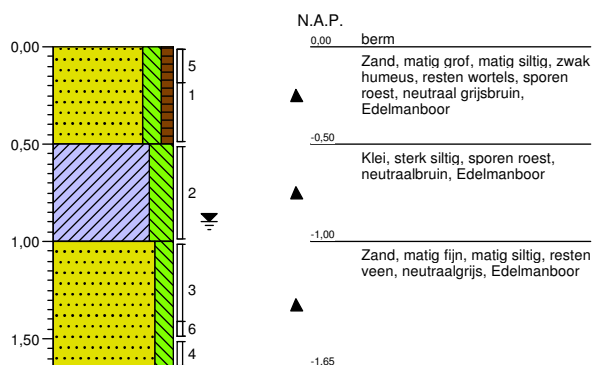 N.A.P.
0,00
0,00
berm
Zand, matig grof, matig siltig, zwak
humeus, resten wortels, sporen
roest, neutraal grijsbruin,
Edelmanboor
5
1
0,50
-0,50
Klei, sterk siltig, sporen roest,
neutraalbruin, Edelmanboor
2
1,00
-1,00
Zand, matig fijn, matig siltig, resten
veen, neutraalgrijs, Edelmanboor
3
6
1,50
4
-1,65